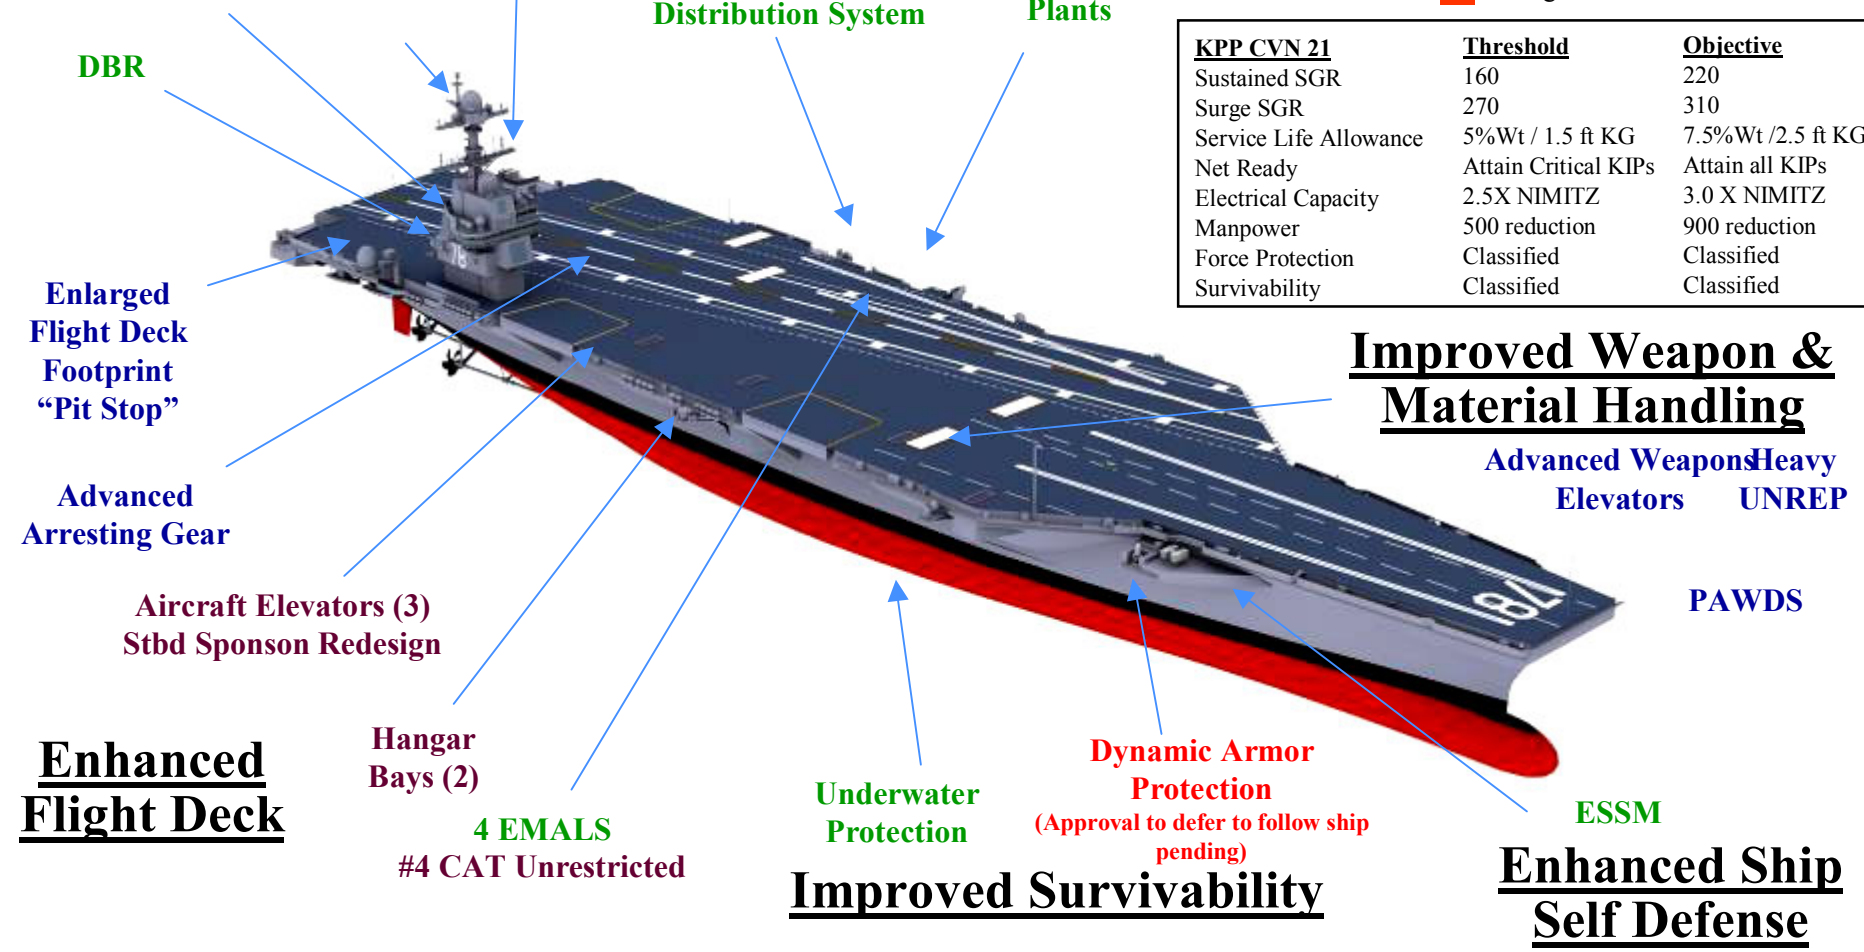 Distribution System
Plants
DBR
KPP CVN 21 Threshold Objective
Sustained SGR 160 220
Surge SGR 270 310
Service Life Allowance 5%Wt / 1.5 ft KG 7.5%Wt /2.5 ft KG
Net Ready Attain Critical KIPs Attain all KIPs
Electrical Capacity 2.5X NIMITZ 3.0 X NIMITZ
Manpower 500 reduction 900 reduction
Force Protection Classified Classified
Survivability Classified Classified
78
Enlarged
Flight Deck
Footprint
“Pit Stop”
Improved Weapon &
Material Handling
Advanced Weapons
Elevators
Heavy
UNREP
Advanced
Arresting Gear
Aircraft Elevators (3)
Stbd Sponson Redesign
78
PAWDS
Hangar
Bays (2)
Enhanced
Flight Deck
4 EMALS
#4 CAT Unrestricted
Underwater
Protection
Dynamic Armor
Protection
(Approval to defer to follow ship
pending)
Improved Survivability
ESSM
Enhanced Ship
Self Defense